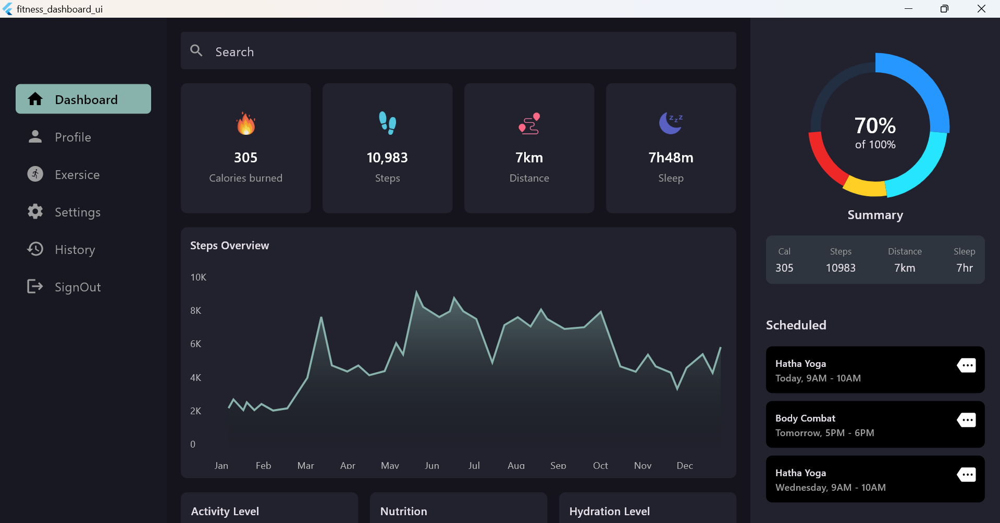 fitness_dashboard_ui
Search
Dashboard
Profile
Exersice
Settings
History
SignOut
305
Calories burned
10,983
Steps
7km
Distance
zzz
7h48m
Sleep
Steps Overview
10K
8K
6K
4K
2K
0
Jan Feb Mar Apr May Jun Jul Aug Sep Oct Nov Dec
Activity Level
Nutrition
Hydration Level
70%
of 100%
Summary
Cal Steps Distance Sleep
305 10983 7km 7hr
Scheduled
Hatha Yoga
Today, 9AM - 10AM
Body Combat
Tomorrow, 5PM - 6PM
Hatha Yoga
Wednesday, 9AM - 10AM